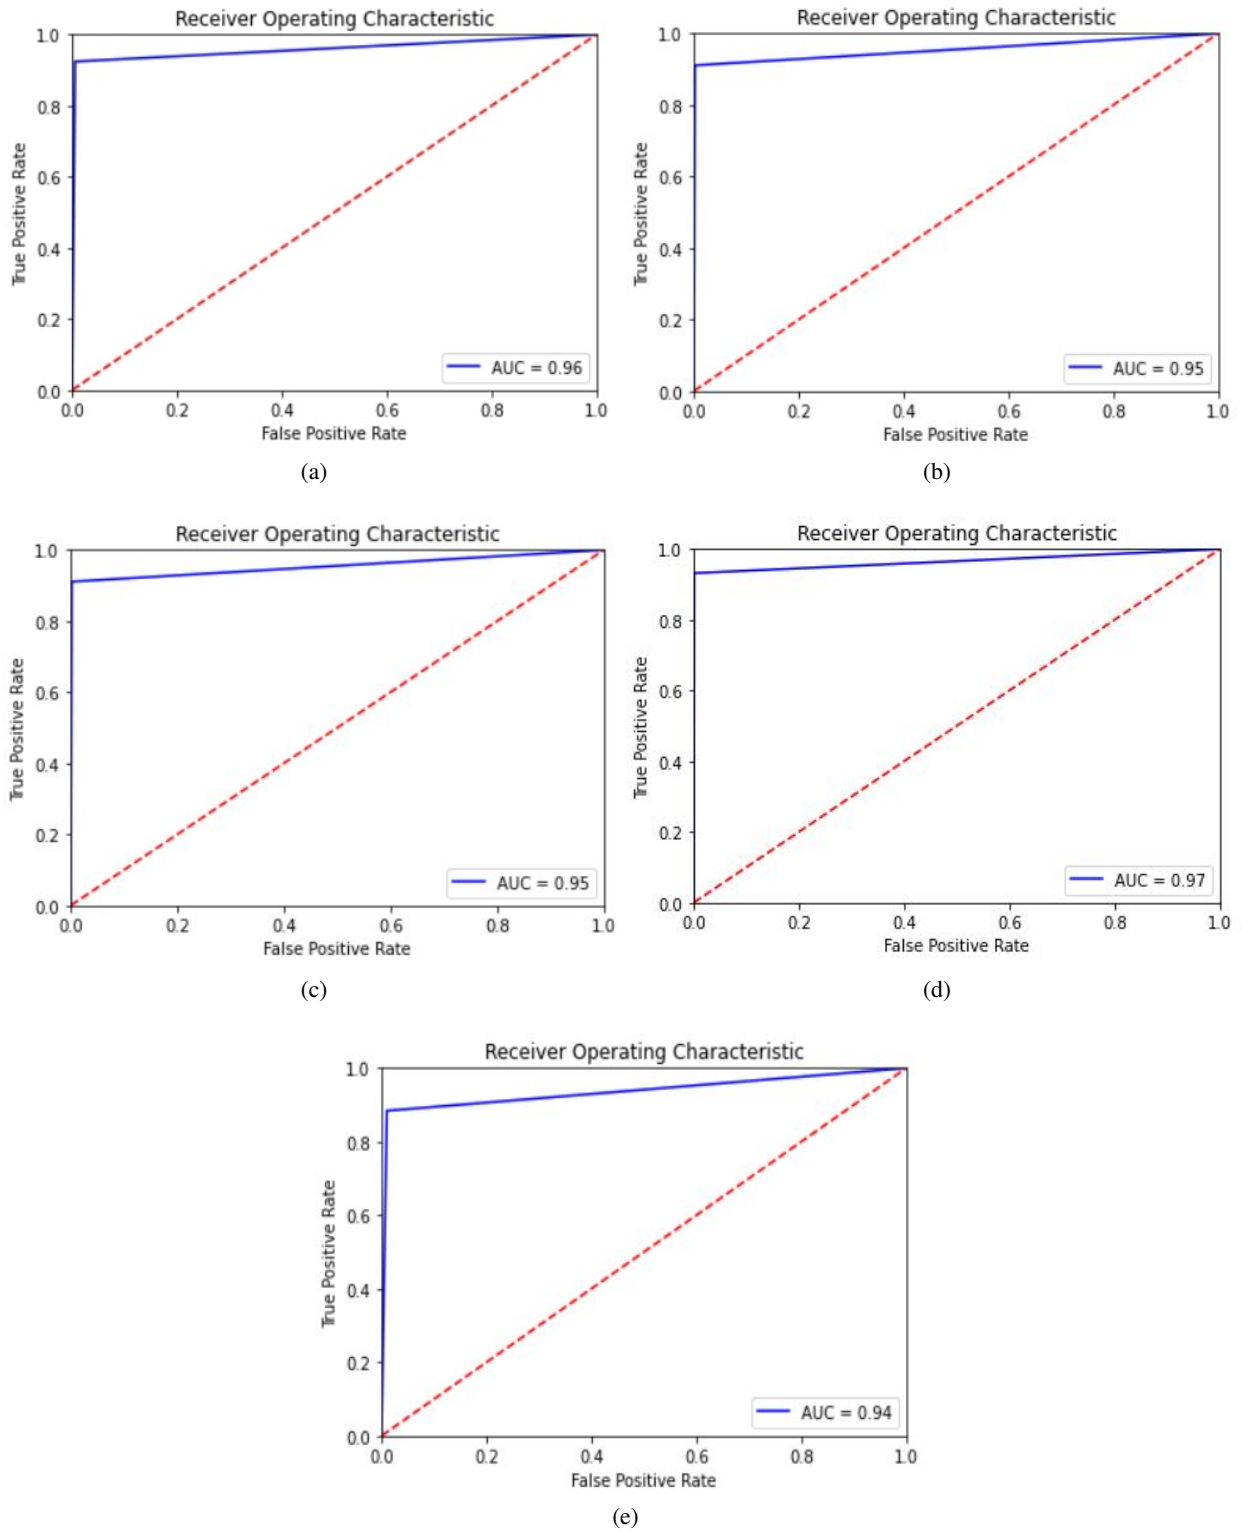 Receiver Operating Characteristic
1.0
0.8
0.6
0.4
0.2
0.0
True Positive Rate
AUC = 0.96
0.0 0.2 0.4 0.6 0.8 1.0
False Positive Rate
(a)
Receiver Operating Characteristic
1.0
0.8
0.6
0.4
0.2
0.0
True Positive Rate
AUC = 0.95
0.0 0.2 0.4 0.6 0.8 1.0
False Positive Rate
(b)
Receiver Operating Characteristic
1.0
0.8
0.6
0.4
0.2
0.0
True Positive Rate
AUC = 0.95
0.0 0.2 0.4 0.6 0.8 1.0
False Positive Rate
(c)
Receiver Operating Characteristic
1.0
0.8
0.6
0.4
0.2
0.0
True Positive Rate
AUC = 0.97
0.0 0.2 0.4 0.6 0.8 1.0
False Positive Rate
(d)
Receiver Operating Characteristic
1.0
0.8
0.6
0.4
0.2
0.0
True Positive Rate
AUC = 0.94
0.0 0.2 0.4 0.6 0.8 1.0
False Positive Rate
(e)